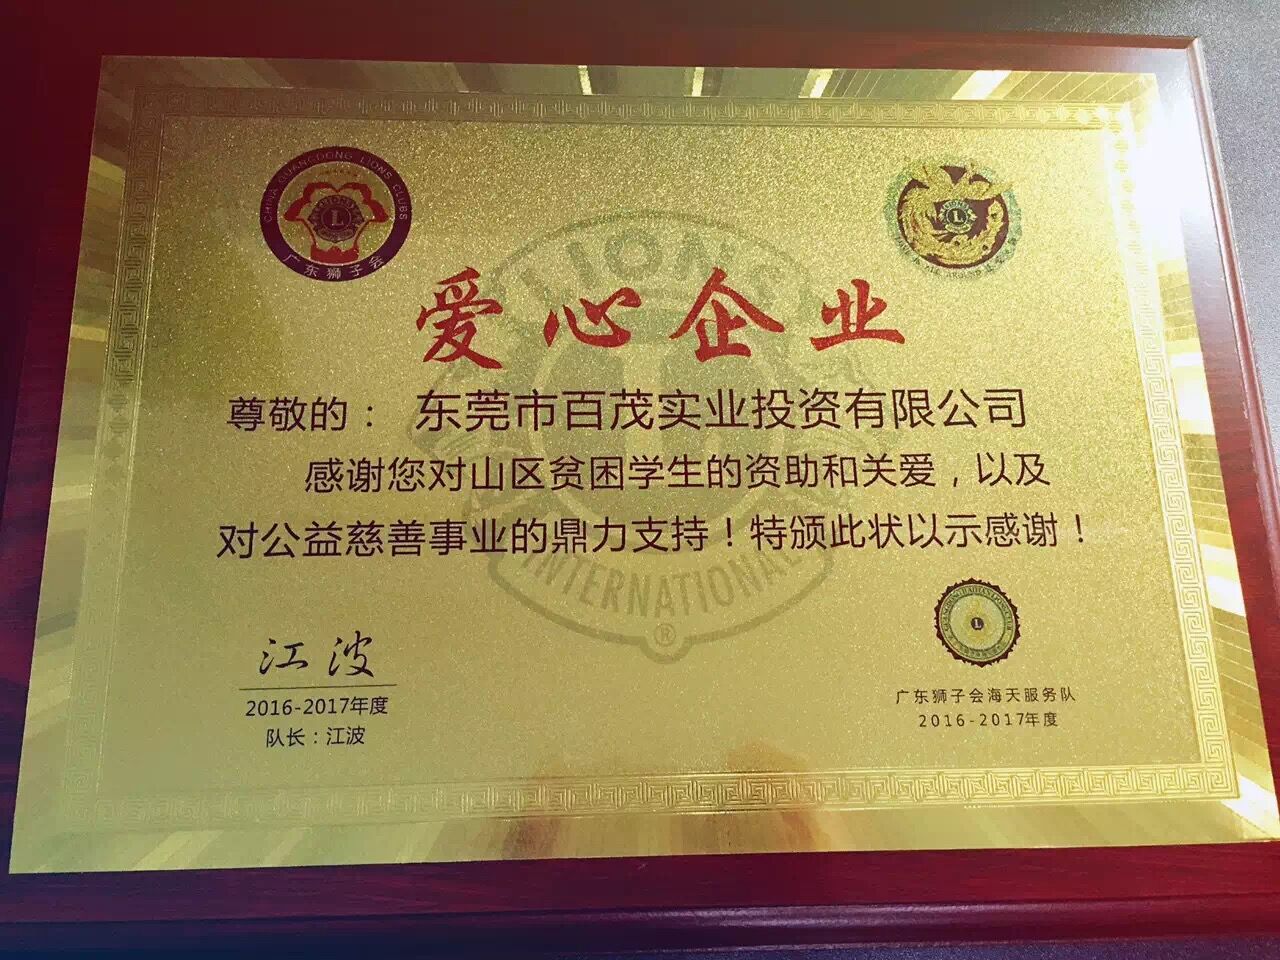 CHINA GUANGDONG LIONS CLUBS
广东狮子会
L
L
爱心企业
LIONS
尊敬的： 东莞市百茂实业投资有限公司
感谢您对山区贫困学生的资助和关爱，以及
对公益慈善事业的鼎力支持！特颁此状以示感谢！
INTERNATIONAL
®
江波
2016-2017年度
队长：江波
L
广东狮子会海天服务队
2016-2017年度